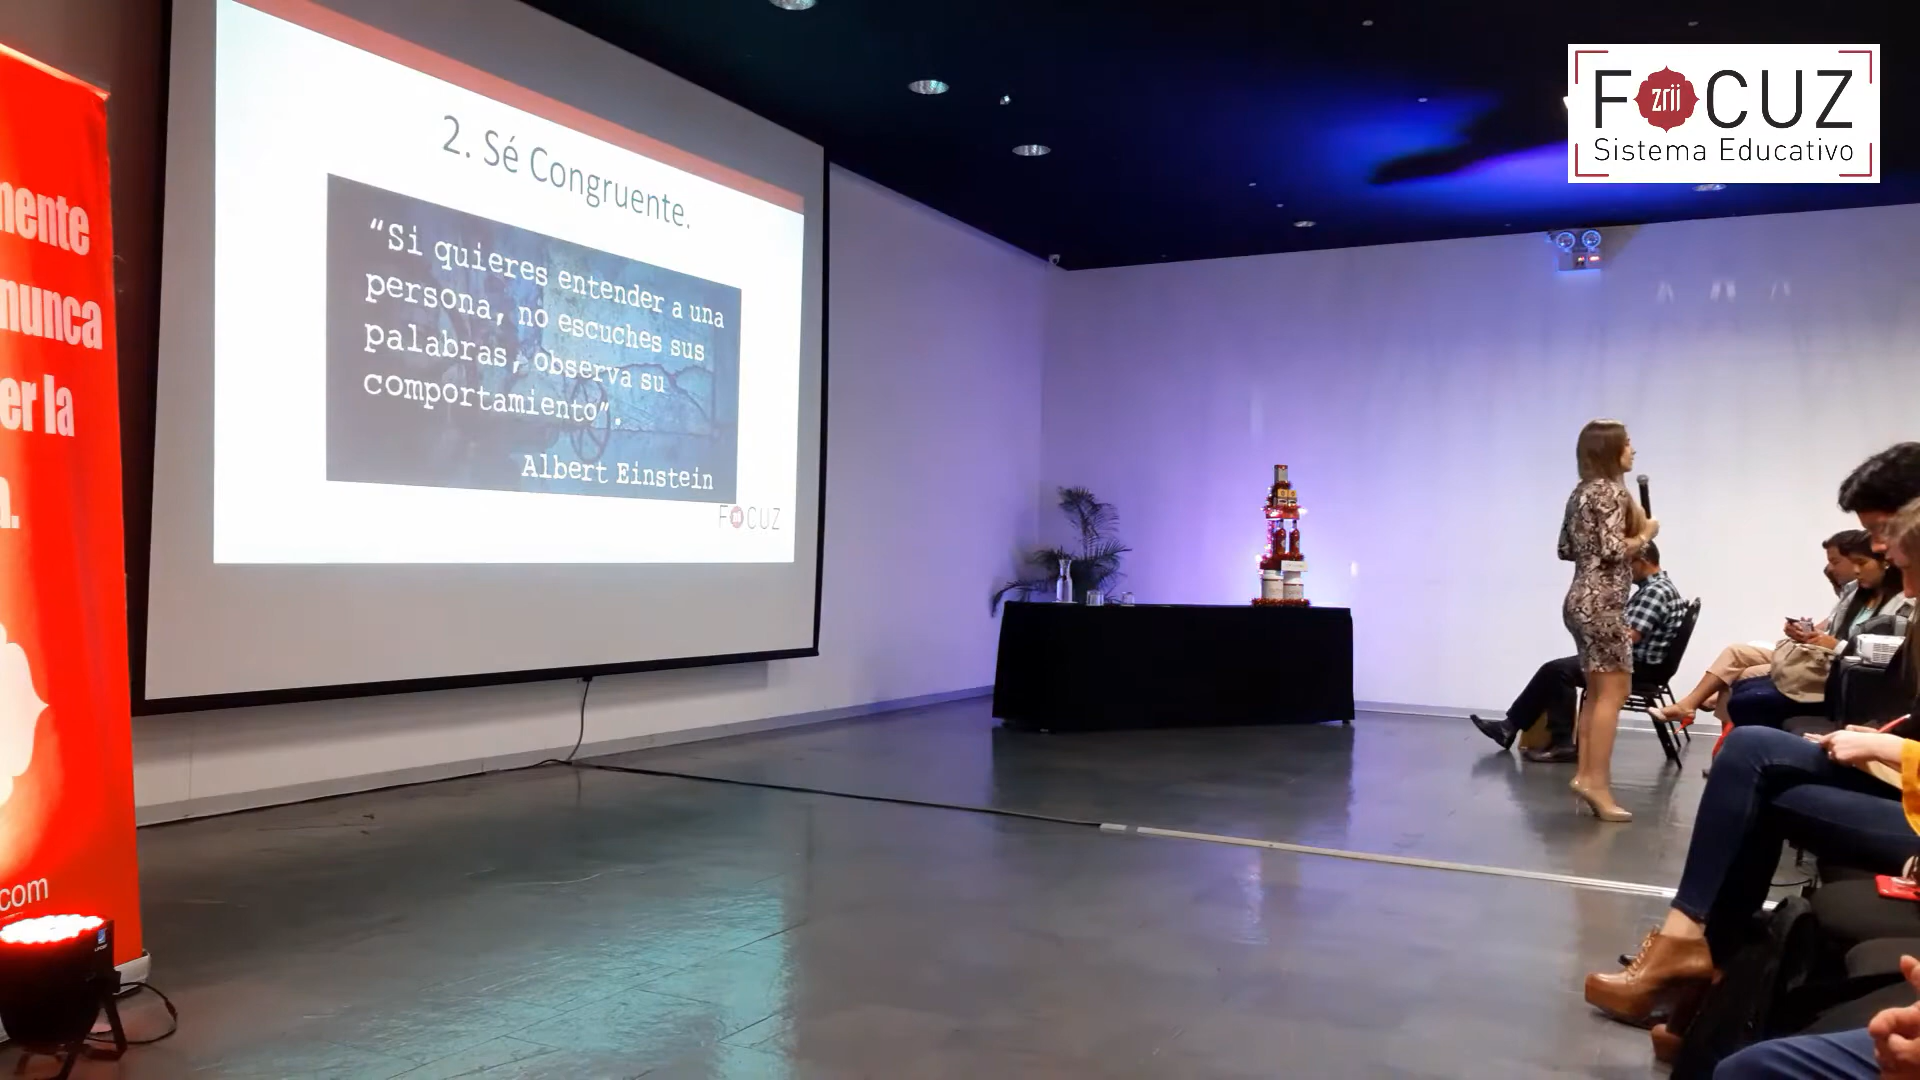 2. Sé Congruente.
“Si quieres entender a una
persona, no escuches sus
palabras, observa su
comportamiento”.
Albert Einstein
FOCUZ
FOCUZ
zrii
Sistema Educativo
nunca
er la
.com